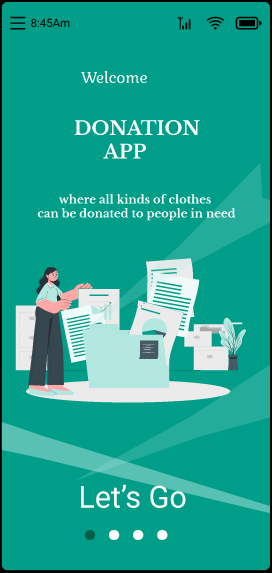 8:45Am
Welcome
DONATION
APP
where all kinds of clothes
can be donated to people in need
Let's Go